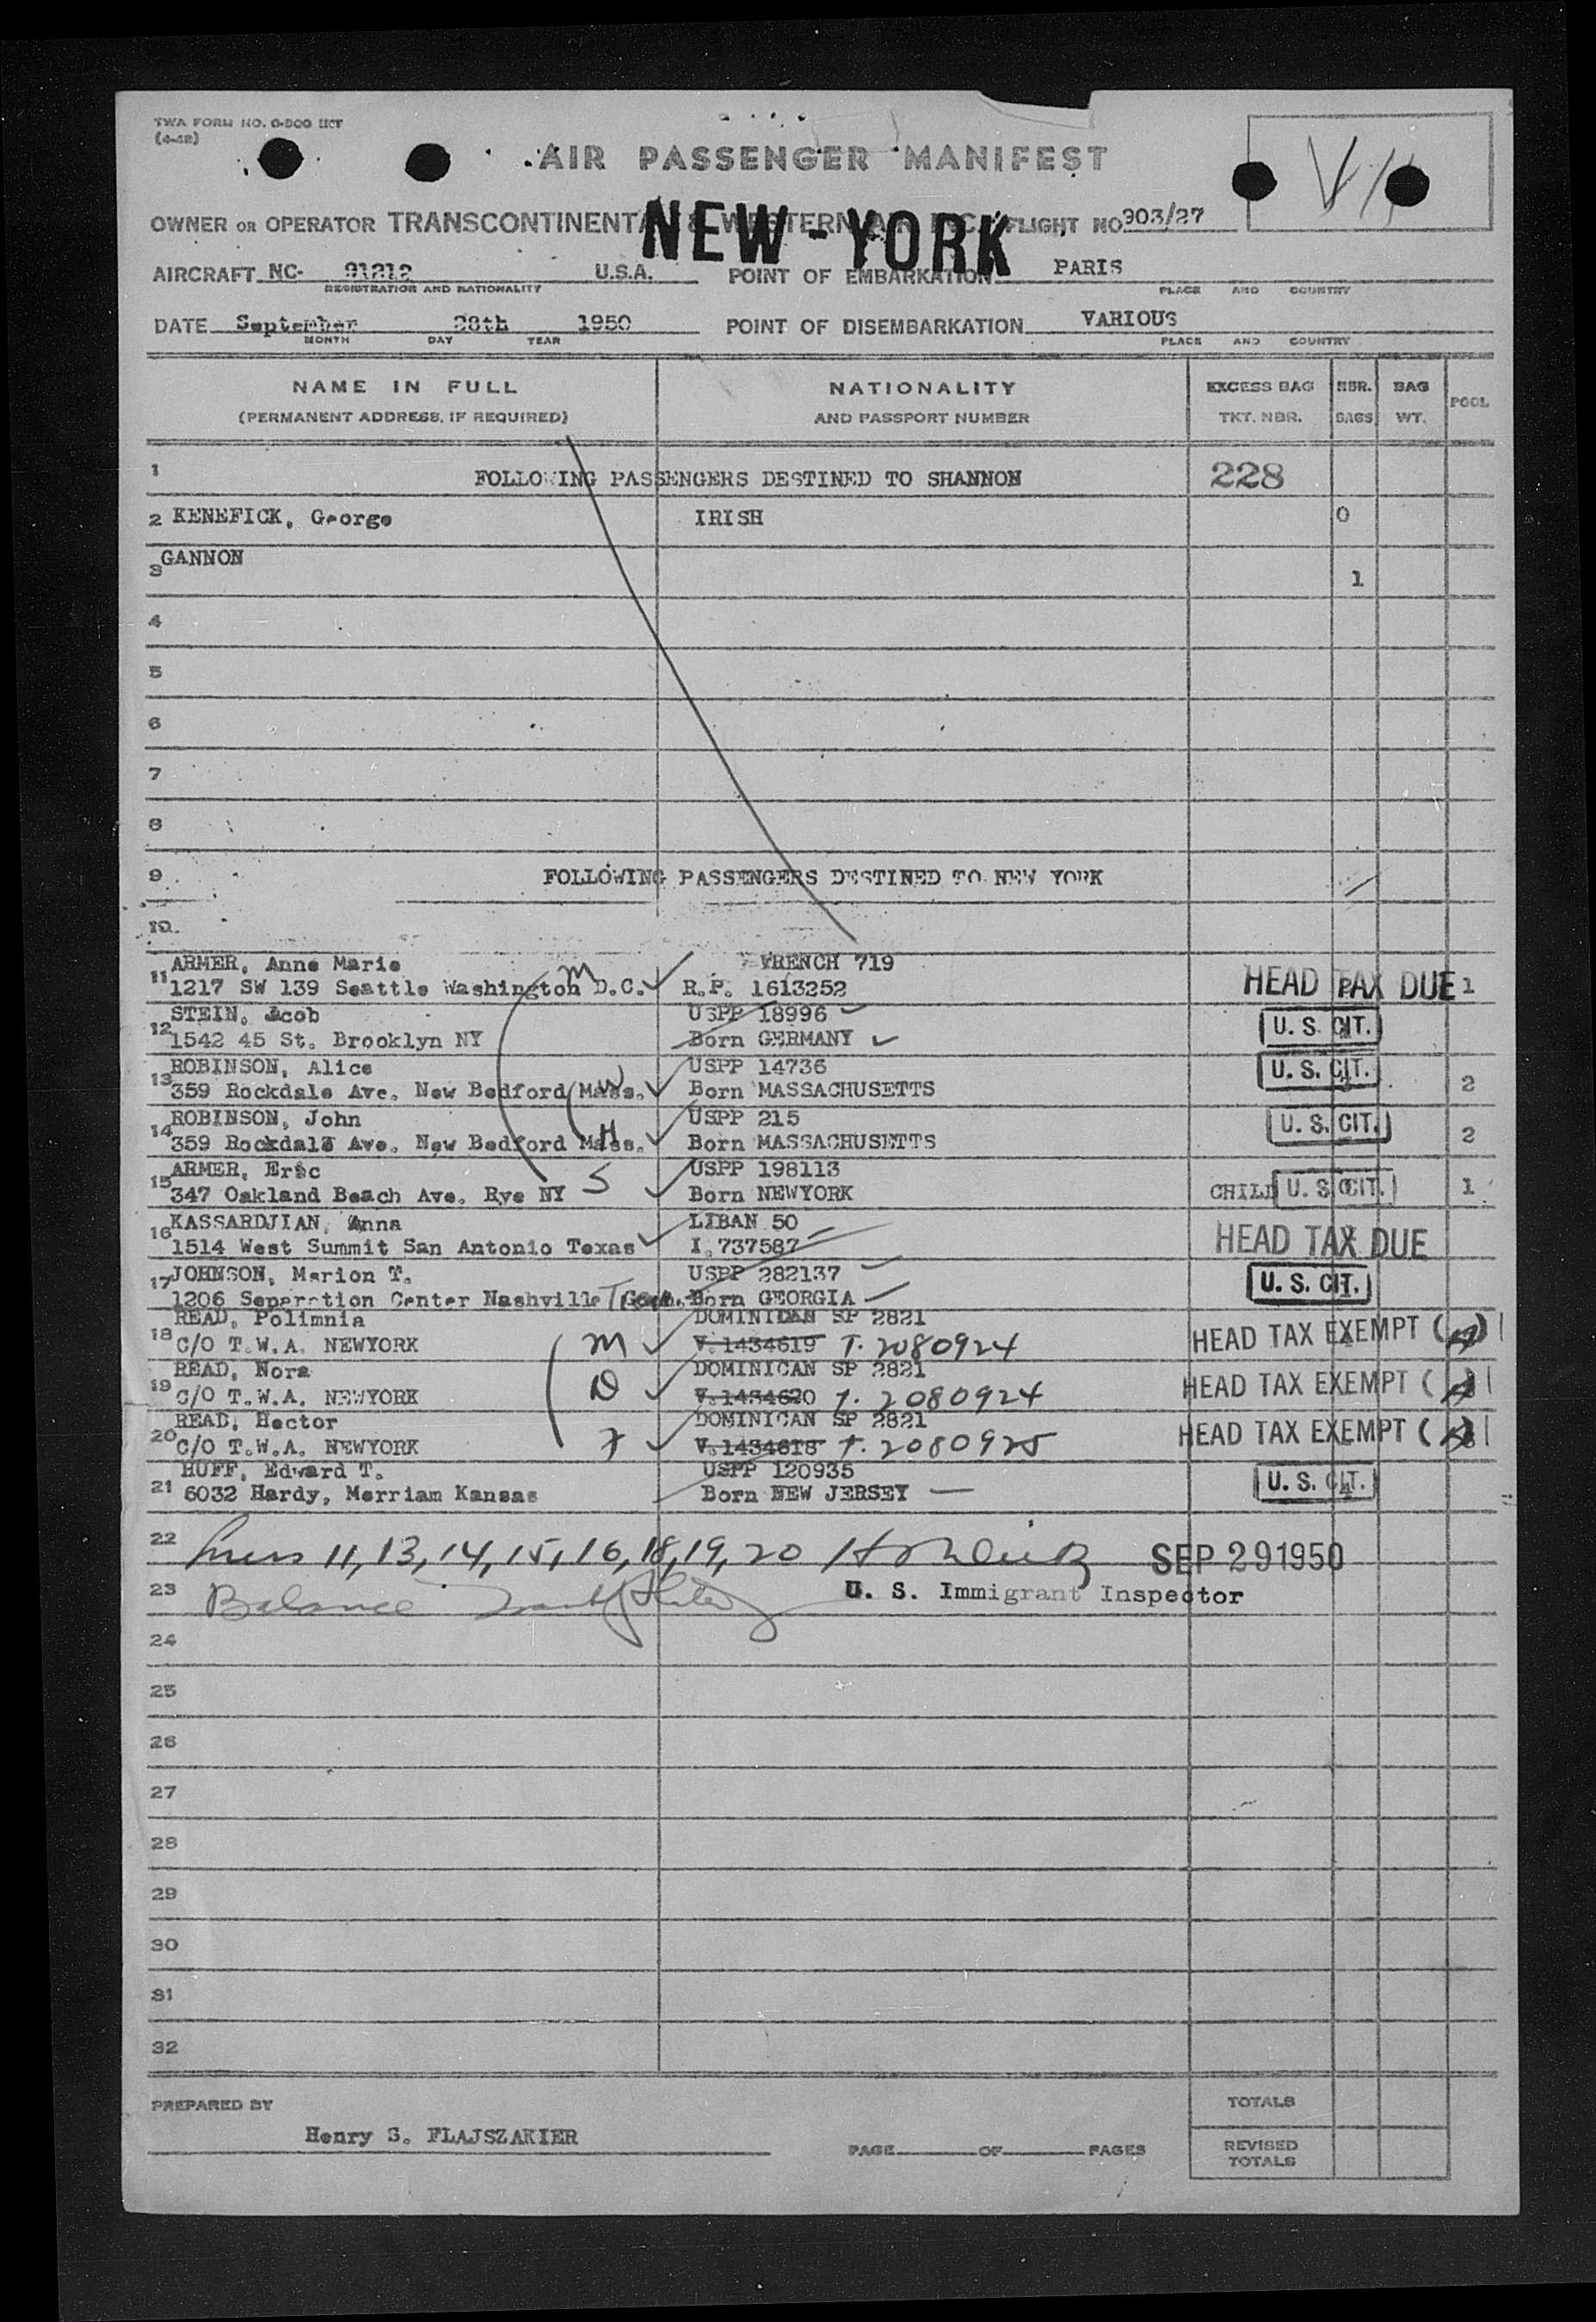 TWA FORM NO. 0-800 INT
(4-48)
AIR PASSENGER MANIFEST
OWNER OR OPERATOR TRANSCONTINENTAL & WESTERN AIR INC. FLIGHT NO 903/27
NEW-YORK
AIRCRAFT NC- 91212 U.S.A. POINT OF EMBARKATION PARIS
REGISTRATION AND NATIONALITY PLACE AND COUNTRY
DATE September 28th 1950 POINT OF DISEMBARKATION VARIOUS
MONTH DAY YEAR PLACE AND COUNTRY
NAME IN FULL NATIONALITY EXCESS BAG NBR. BAG POOL
(PERMANENT ADDRESS, IF REQUIRED) AND PASSPORT NUMBER TKT. NBR. BAGS WT.
1 FOLLOWING PASSENGERS DESTINED TO SHANNON 228
2 KENEFICK, George IRISH 0
3 GANNON 1
4
5
6
7
8
9 FOLLOWING PASSENGERS DESTINED TO NEW YORK
10
ARMER, Anne Marie FRENCH 719
11 1217 SW 139 Seattle Washington D.C. M R.P. 1613252 HEAD TAX DUE 1
STEIN, Jacob USPP 18996
12 1542 45 St. Brooklyn NY Born GERMANY U. S. CIT.
ROBINSON, Alice USPP 14736
13 359 Rockdale Ave. New Bedford Mass. W Born MASSACHUSETTS U. S. CIT. 2
ROBINSON, John USPP 215
14 359 Rockdale Ave. New Bedford Mass. H Born MASSACHUSETTS U. S. CIT. 2
ARMER, Eric USPP 198113
15 347 Oakland Beach Ave. Rye NY S Born NEWYORK CHILD U. S. CIT. 1
KASSARDJIAN, Anna LIBAN 50
16 1514 West Summit San Antonio Texas I.737587 HEAD TAX DUE
JOHNSON, Marion T. USPP 282137
17 1206 Separation Center Nashville Tenn. Born GEORGIA U. S. CIT.
READ, Polimnia DOMINICAN SP 2821
18 C/O T.W.A. NEWYORK M V.1434619 T. 2080924 HEAD TAX EXEMPT ( )
READ, Nora DOMINICAN SP 2821
19 C/O T.W.A. NEWYORK D V.1434620 T. 2080924 HEAD TAX EXEMPT ( )
READ, Hector DOMINICAN SP 2821
20 C/O T.W.A. NEWYORK V.1434618 T. 2080925 HEAD TAX EXEMPT ( )
HUFF, Edward T. USPP 120935
21 6032 Hardy, Merriam Kansas Born NEW JERSEY U. S. CIT.
22 Lines 11, 13, 14, 15, 16, 18, 19, 20 SEP 29 1950
23 Balance U. S. Immigrant Inspector
24
25
26
27
28
29
30
31
32
PREPARED BY TOTALS
Henry S. FLAJSZAKIER PAGE OF PAGES REVISED TOTALS